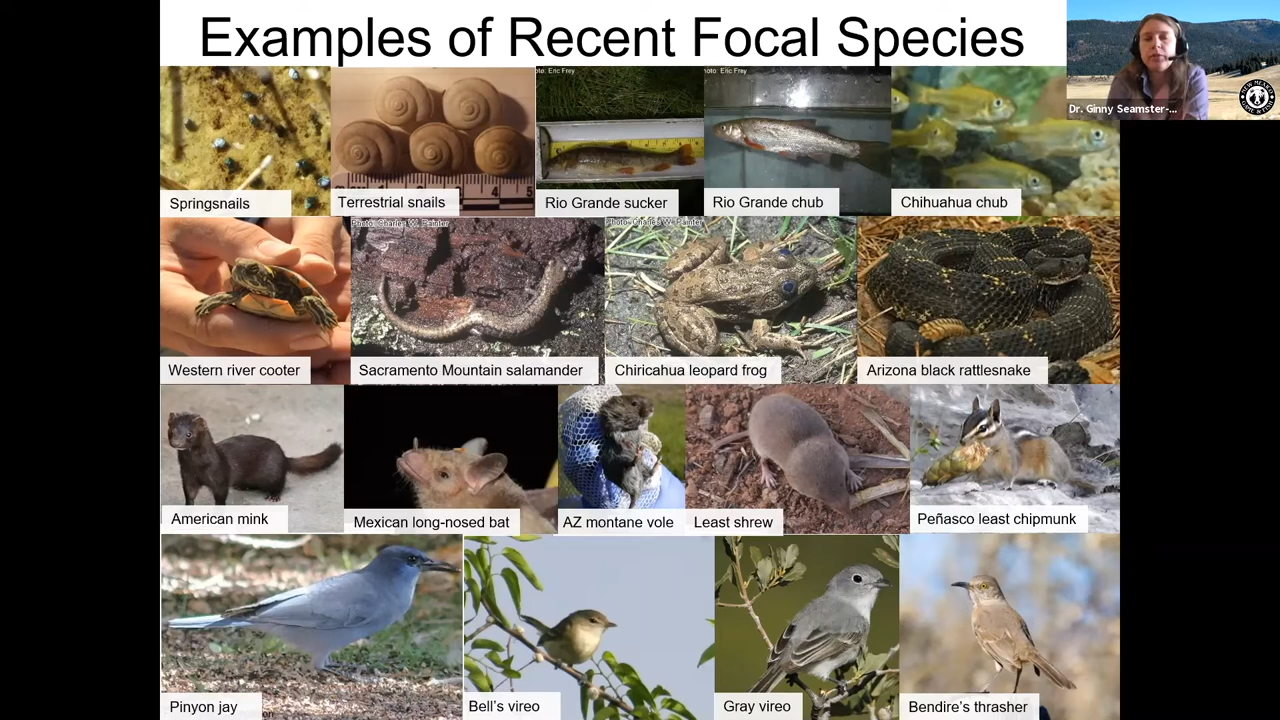 Examples of Recent Focal Species
Dr. Ginny Seamster-...
Photo: Eric Frey
Photo: Eric Frey
Springsnails
Terrestrial snails
Rio Grande sucker
Rio Grande chub
Chihuahua chub
Photo: Charles W. Painter
Photo: Charles W. Painter
Western river cooter
Sacramento Mountain salamander
Chiricahua leopard frog
Arizona black rattlesnake
American mink
Mexican long-nosed bat
AZ montane vole
Least shrew
Peñasco least chipmunk
Pinyon jay
Bell's vireo
Gray vireo
Bendire's thrasher